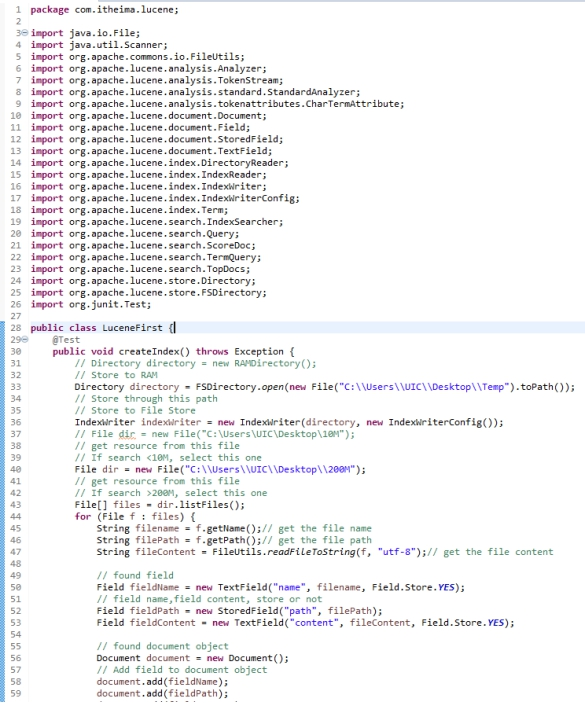 1 package com.itheima.lucene;
2
3 import java.io.File;
4 import java.util.Scanner;
5 import org.apache.commons.io.FileUtils;
6 import org.apache.lucene.analysis.Analyzer;
7 import org.apache.lucene.analysis.TokenStream;
8 import org.apache.lucene.analysis.standard.StandardAnalyzer;
9 import org.apache.lucene.analysis.tokenattributes.CharTermAttribute;
10 import org.apache.lucene.document.Document;
11 import org.apache.lucene.document.Field;
12 import org.apache.lucene.document.StoredField;
13 import org.apache.lucene.document.TextField;
14 import org.apache.lucene.index.DirectoryReader;
15 import org.apache.lucene.index.IndexReader;
16 import org.apache.lucene.index.IndexWriter;
17 import org.apache.lucene.index.IndexWriterConfig;
18 import org.apache.lucene.index.Term;
19 import org.apache.lucene.search.IndexSearcher;
20 import org.apache.lucene.search.Query;
21 import org.apache.lucene.search.ScoreDoc;
22 import org.apache.lucene.search.TermQuery;
23 import org.apache.lucene.search.TopDocs;
24 import org.apache.lucene.store.Directory;
25 import org.apache.lucene.store.FSDirectory;
26 import org.junit.Test;
27
28 public class LuceneFirst {
29 @Test
30 public void createIndex() throws Exception {
31 // Directory directory = new RAMDirectory();
32 // Store to RAM
33 Directory directory = FSDirectory.open(new File("C:\\Users\\UIC\\Desktop\\Temp").toPath());
34 // Store through this path
35 // Store to File Store
36 IndexWriter indexWriter = new IndexWriter(directory, new IndexWriterConfig());
37 // File dir = new File("C:\Users\UIC\Desktop\10M");
38 // get resource from this file
39 // If search <10M, select this one
40 File dir = new File("C:\\Users\\UIC\\Desktop\\200M");
41 // get resource from this file
42 // If search >200M, select this one
43 File[] files = dir.listFiles();
44 for (File f : files) {
45 String filename = f.getName();// get the file name
46 String filePath = f.getPath();// get the file path
47 String fileContent = FileUtils.readFileToString(f, "utf-8");// get the file content
48
49 // found field
50 Field fieldName = new TextField("name", filename, Field.Store.YES);
51 // field name,field content, store or not
52 Field fieldPath = new StoredField("path", filePath);
53 Field fieldContent = new TextField("content", fileContent, Field.Store.YES);
54
55 // found document object
56 Document document = new Document();
57 // Add field to document object
58 document.add(fieldName);
59 document.add(fieldPath);